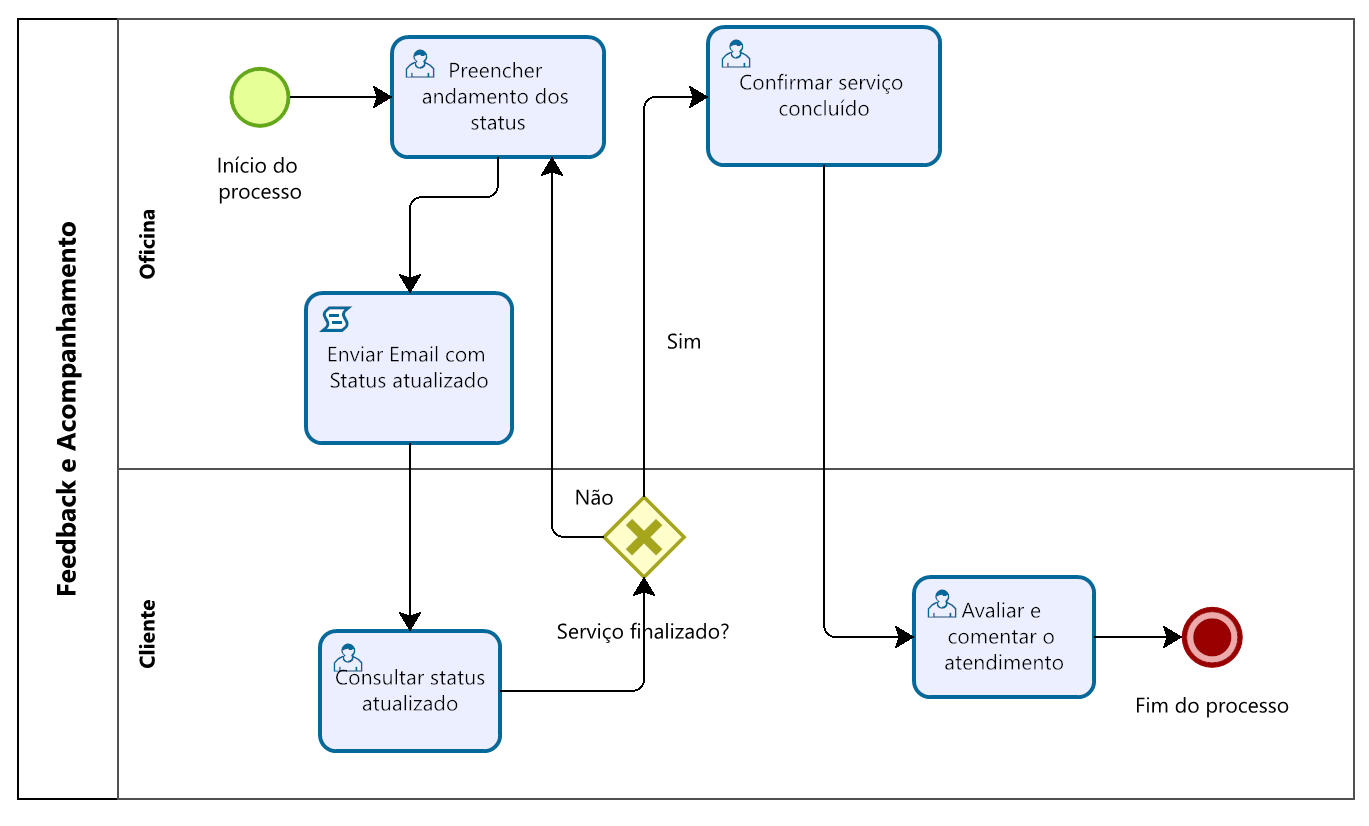 Feedback e Acompanhamento
Oficina
Início do
processo
Preencher
andamento dos
status
Confirmar serviço
concluído
Enviar Email com
Status atualizado
Sim
Cliente
Não
Serviço finalizado?
Consultar status
atualizado
Avaliar e
comentar o
atendimento
Fim do processo